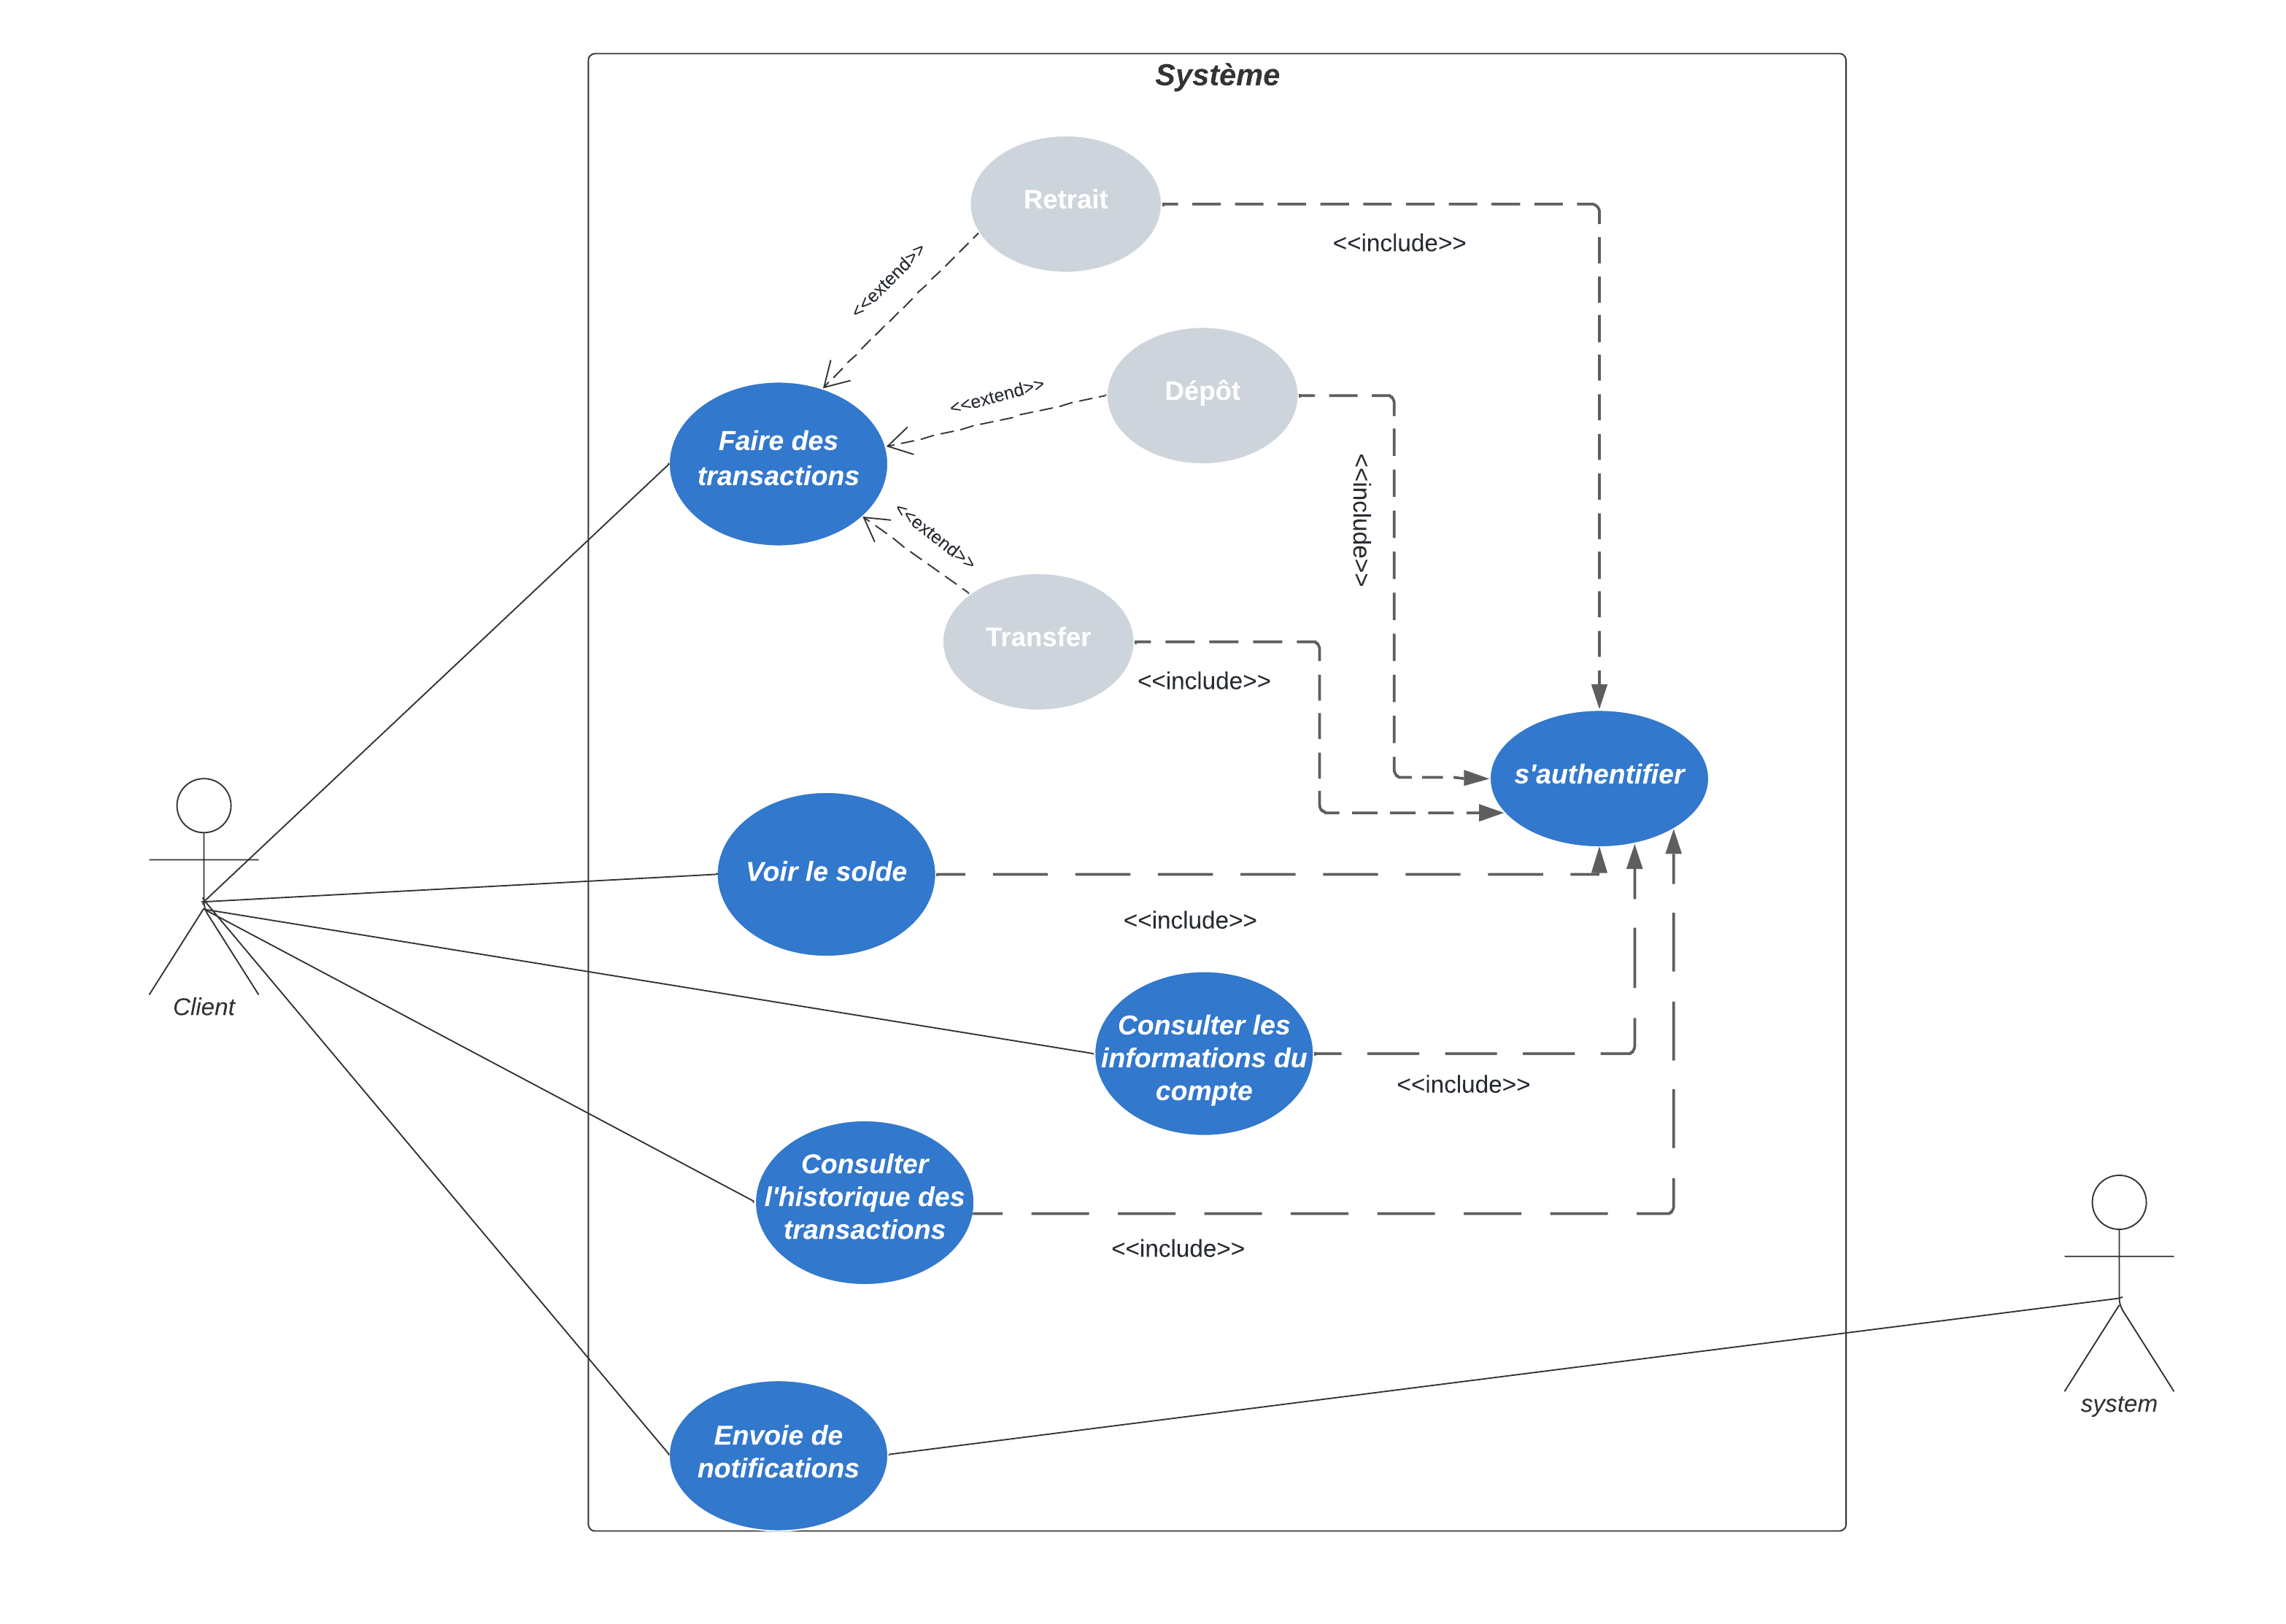 Système
Retrait
<<include>>
<<extend>>
Dépôt
<<extend>>
Faire des
transactions
<<include>>
<<extend>>
Transfer
<<include>>
s'authentifier
Voir le solde
<<include>>
Client
Consulter les
informations du
compte
<<include>>
Consulter
l'historique des
transactions
<<include>>
system
Envoie de
notifications